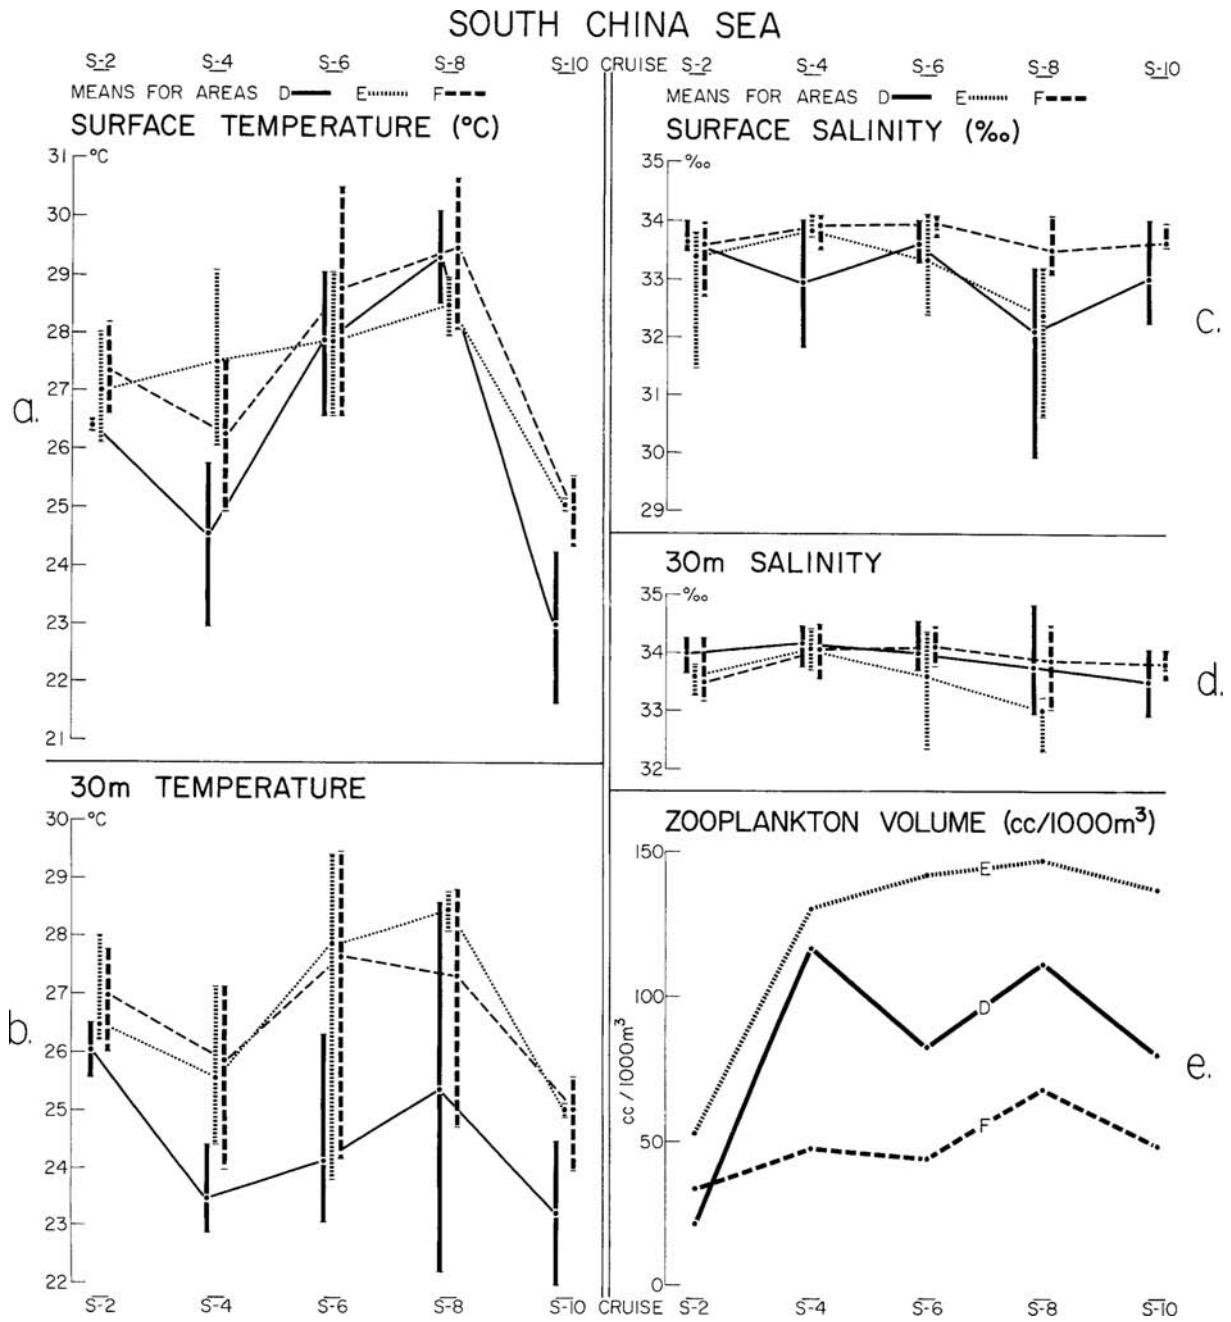 SOUTH CHINA SEA
S-2 S-4 S-6 S-8 S-10 CRUISE S-2 S-4 S-6 S-8 S-10
MEANS FOR AREAS D E F
SURFACE TEMPERATURE (°C)
31 °C
30
29
28
27
26
25
24
23
22
21
a.
30m TEMPERATURE
30 °C
29
28
27
26
25
24
23
22
b.
MEANS FOR AREAS D E F
SURFACE SALINITY (‰)
35 ‰
34
33
32
31
30
29
c.
30m SALINITY
35 ‰
34
33
32
d.
ZOOPLANKTON VOLUME (cc/1000m³)
150
100
50
0
cc / 1000m³
E
D
F
e.
S-2 S-4 S-6 S-8 S-10 CRUISE S-2 S-4 S-6 S-8 S-10